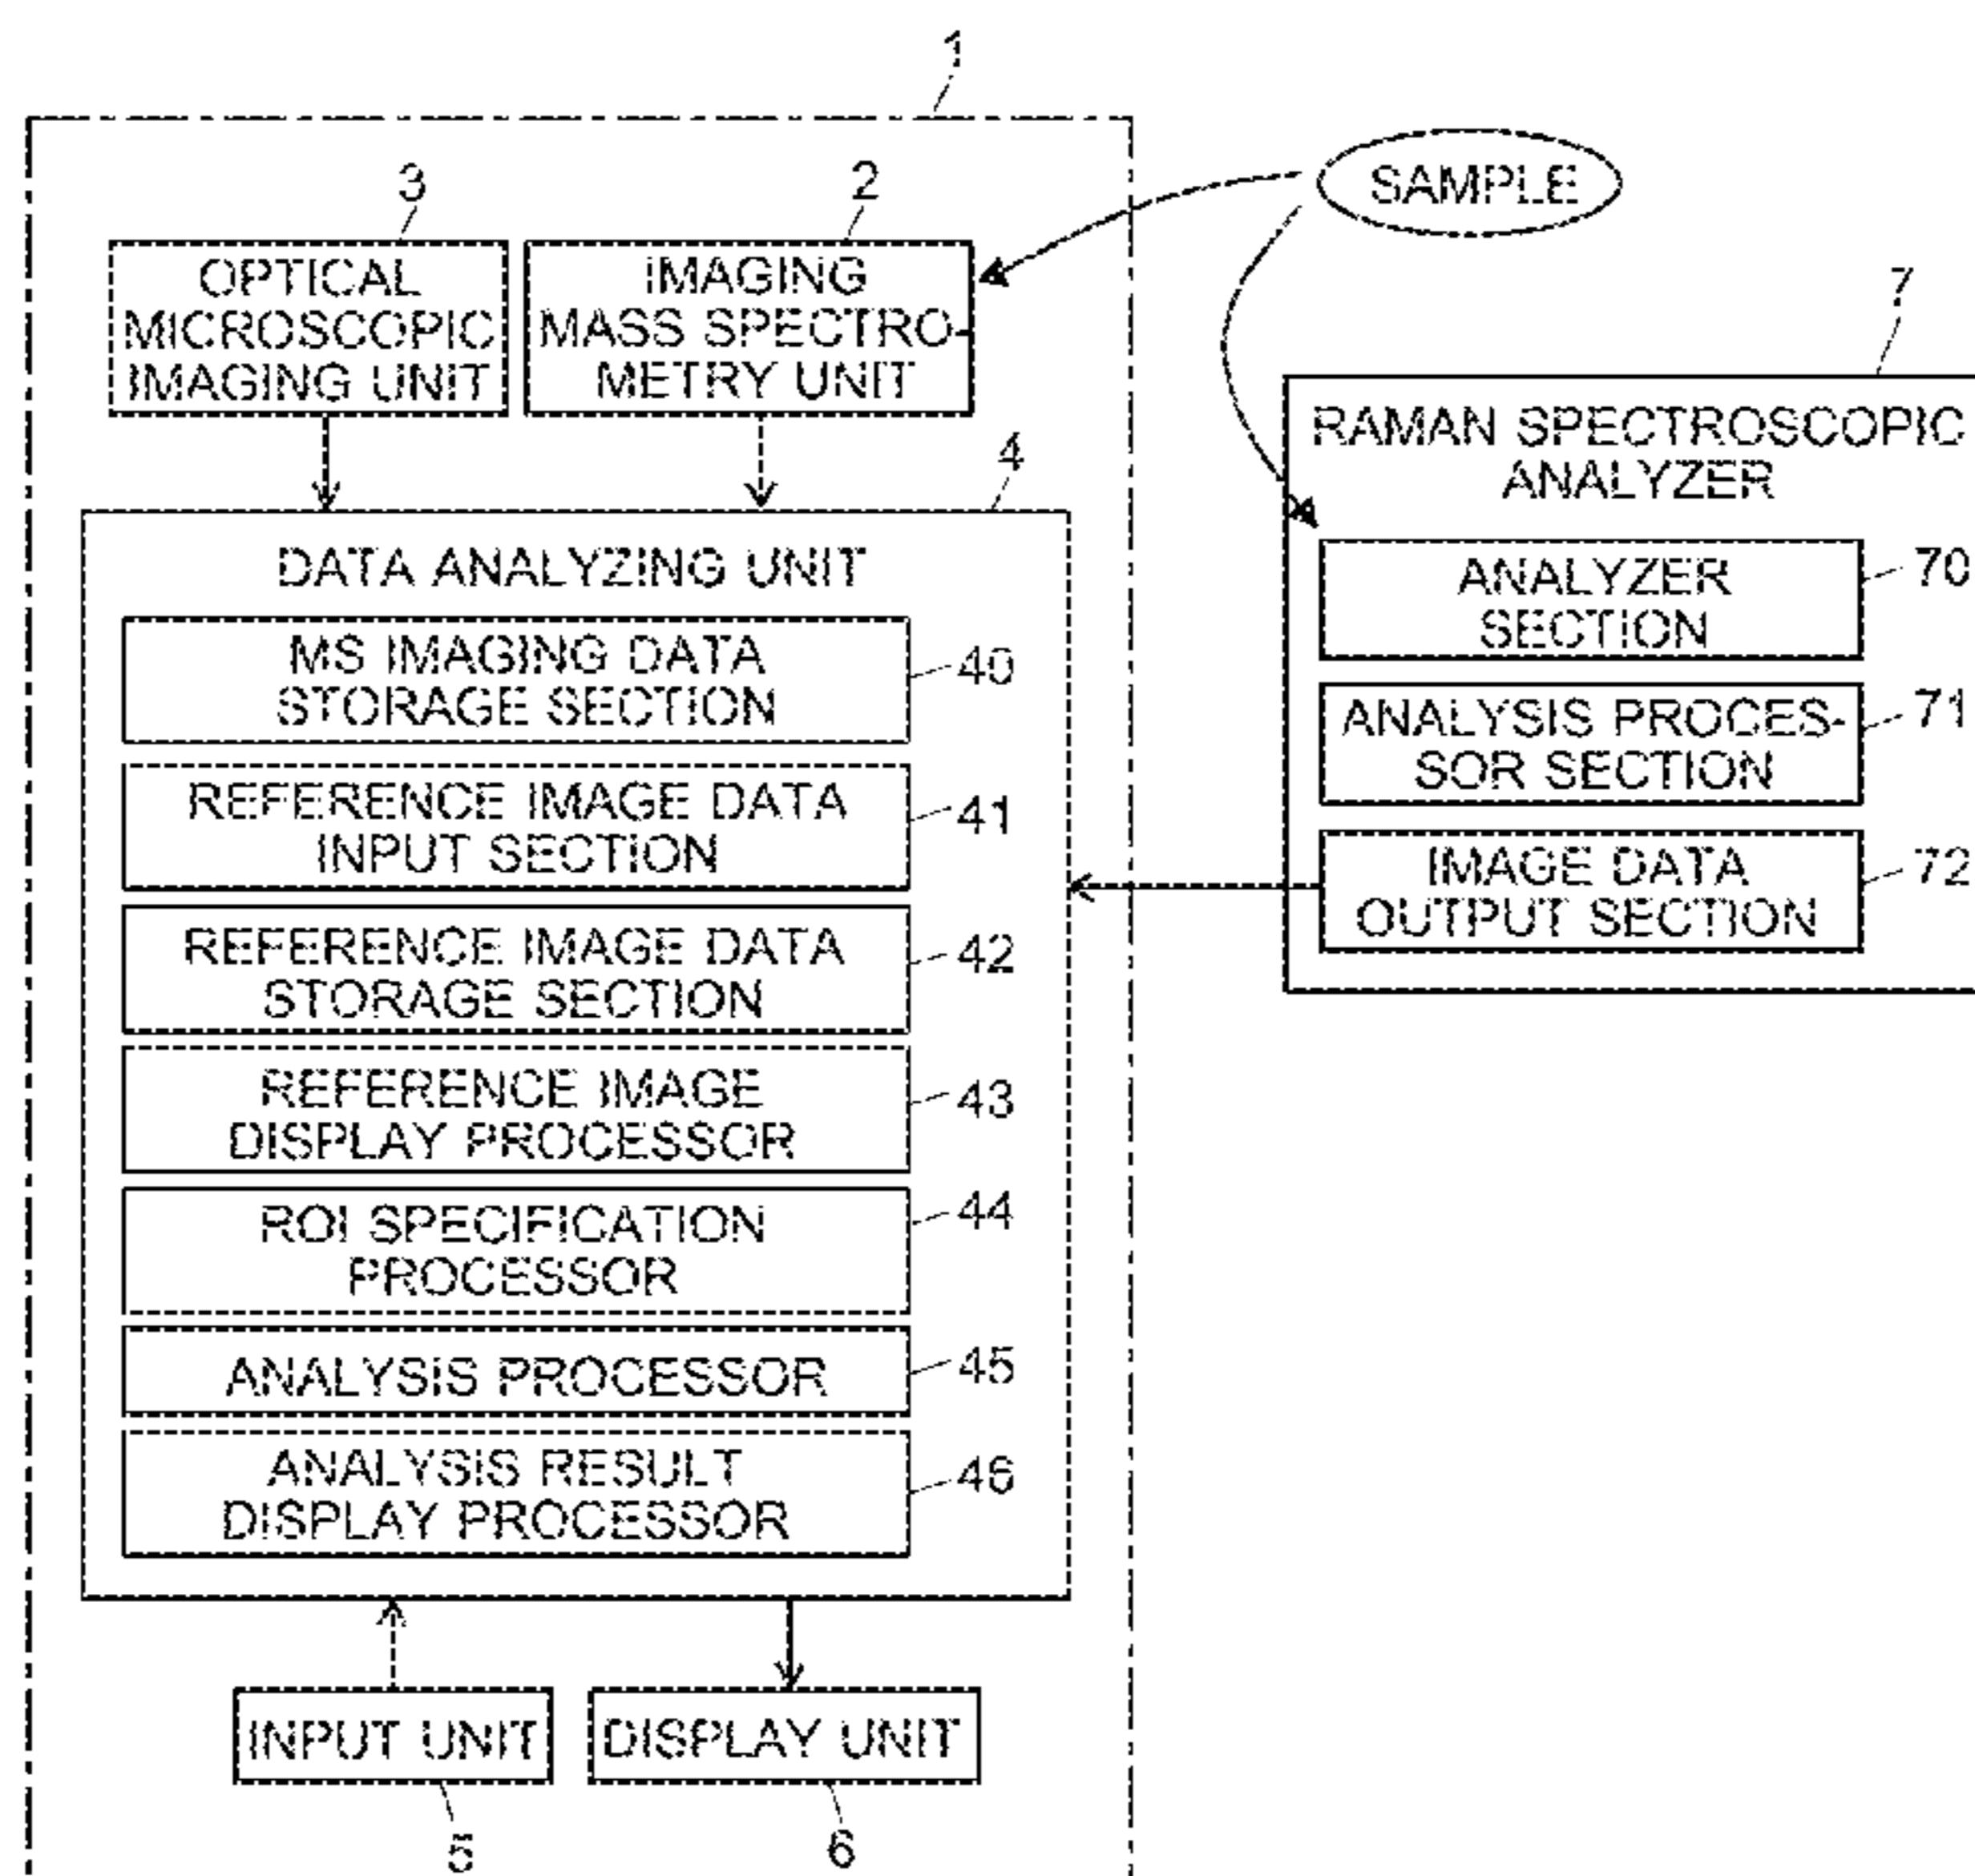 1
SAMPLE
3
2
OPTICAL
MICROSCOPIC
IMAGING UNIT
IMAGING
MASS SPECTRO-
METRY UNIT
7
RAMAN SPECTROSCOPIC
ANALYZER
4
DATA ANALYZING UNIT
ANALYZER
SECTION
70
MS IMAGING DATA
STORAGE SECTION
40
ANALYSIS PROCES-
SOR SECTION
71
REFERENCE IMAGE DATA
INPUT SECTION
41
IMAGE DATA
OUTPUT SECTION
72
REFERENCE IMAGE DATA
STORAGE SECTION
42
REFERENCE IMAGE
DISPLAY PROCESSOR
43
ROI SPECIFICATION
PROCESSOR
44
ANALYSIS PROCESSOR
45
ANALYSIS RESULT
DISPLAY PROCESSOR
46
INPUT UNIT
DISPLAY UNIT
5
6